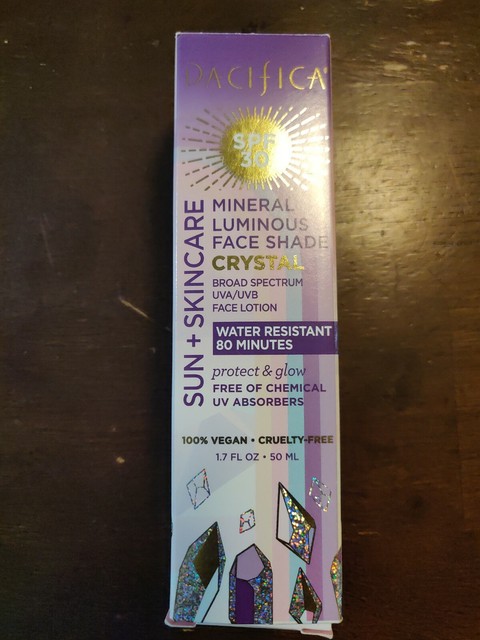 PACIFICA
SPF
30
SUN + SKINCARE
MINERAL
LUMINOUS
FACE SHADE
CRYSTAL
BROAD SPECTRUM
UVA/UVB
FACE LOTION
WATER RESISTANT
80 MINUTES
protect & glow
FREE OF CHEMICAL
UV ABSORBERS
100% VEGAN • CRUELTY-FREE
1.7 FL OZ • 50 ML